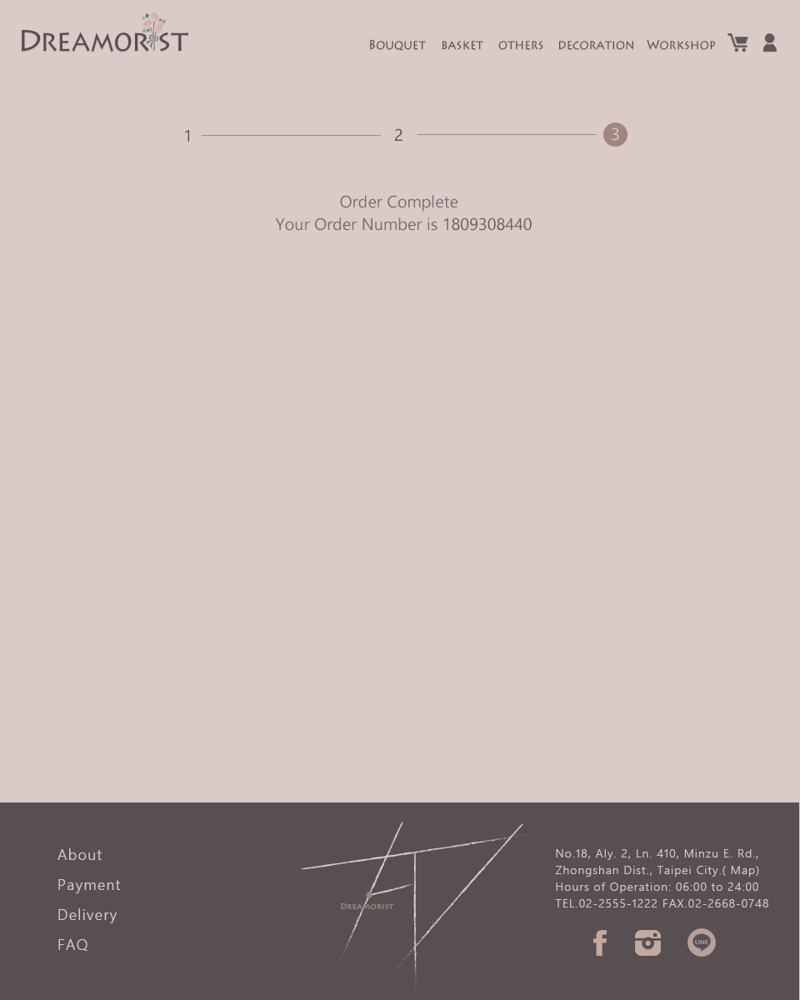 DREAMORIST
BOUQUET BASKET OTHERS DECORATION WORKSHOP
1 2 3
Order Complete
Your Order Number is 1809308440
About
Payment
Delivery
FAQ
DREAMORIST
No.18, Aly. 2, Ln. 410, Minzu E. Rd.,
Zhongshan Dist., Taipei City.( Map)
Hours of Operation: 06:00 to 24:00
TEL.02-2555-1222 FAX.02-2668-0748
LINE